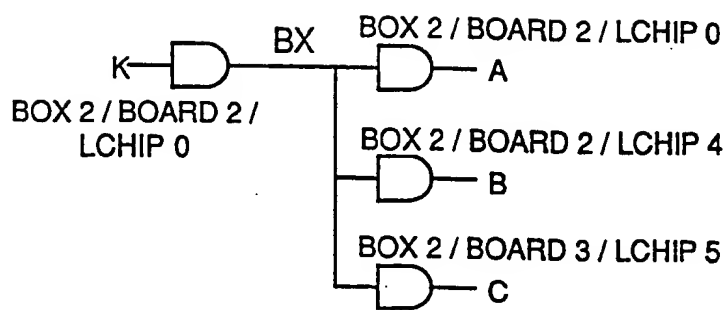 BOX 2 / BOARD 2 / LCHIP 0
BX
K
A
BOX 2 / BOARD 2 /
LCHIP 0
BOX 2 / BOARD 2 / LCHIP 4
B
BOX 2 / BOARD 3 / LCHIP 5
C